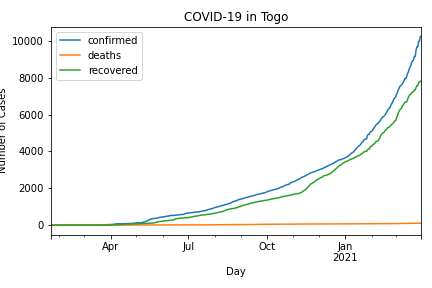 COVID-19 in Togo
confirmed
deaths
recovered
10000
8000
6000
4000
2000
0
Number of Cases
Apr
Jul
Oct
Jan
2021
Day